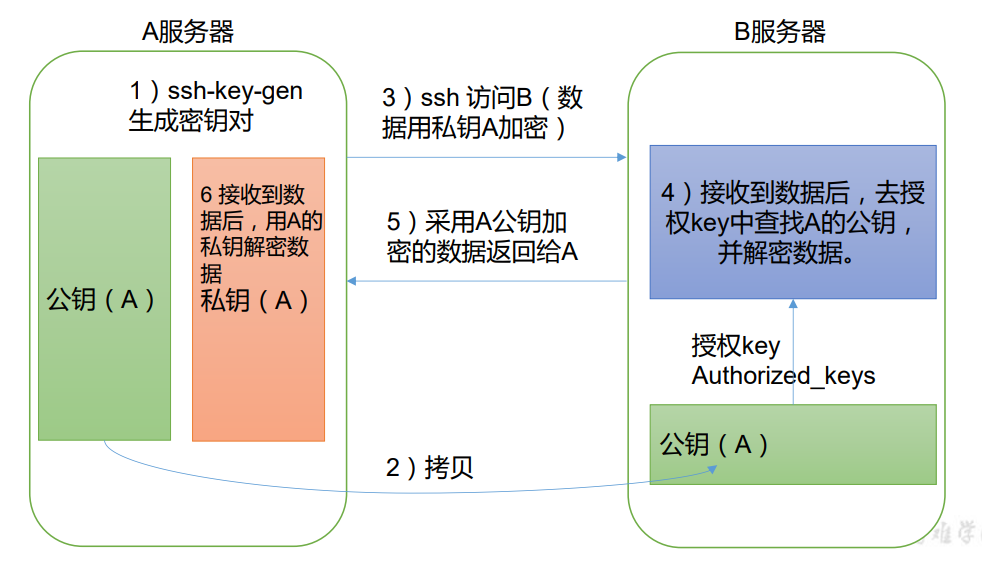 A服务器
B服务器
1）ssh-key-gen
生成密钥对
3）ssh 访问B（数
据用私钥A加密）
6 接收到数
据后，用A的
私钥解密数
据
私钥（A）
公钥（A）
5）采用A公钥加
密的数据返回给A
4）接收到数据后，去授
权key中查找A的公钥，
并解密数据。
授权key
Authorized_keys
公钥（A）
2）拷贝